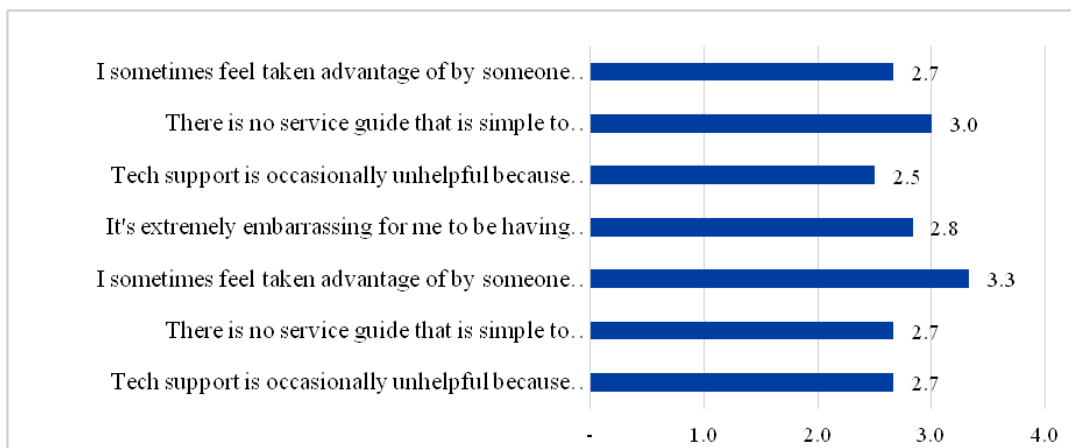 I sometimes feel taken advantage of by someone. . 2.7
There is no service guide that is simple to. . 3.0
Tech support is occasionally unhelpful because . . 2.5
It's extremely embarrassing for me to be having. . 2.8
I sometimes feel taken advantage of by someone. . 3.3
There is no service guide that is simple to. . 2.7
Tech support is occasionally unhelpful because . . 2.7
- 1.0 2.0 3.0 4.0